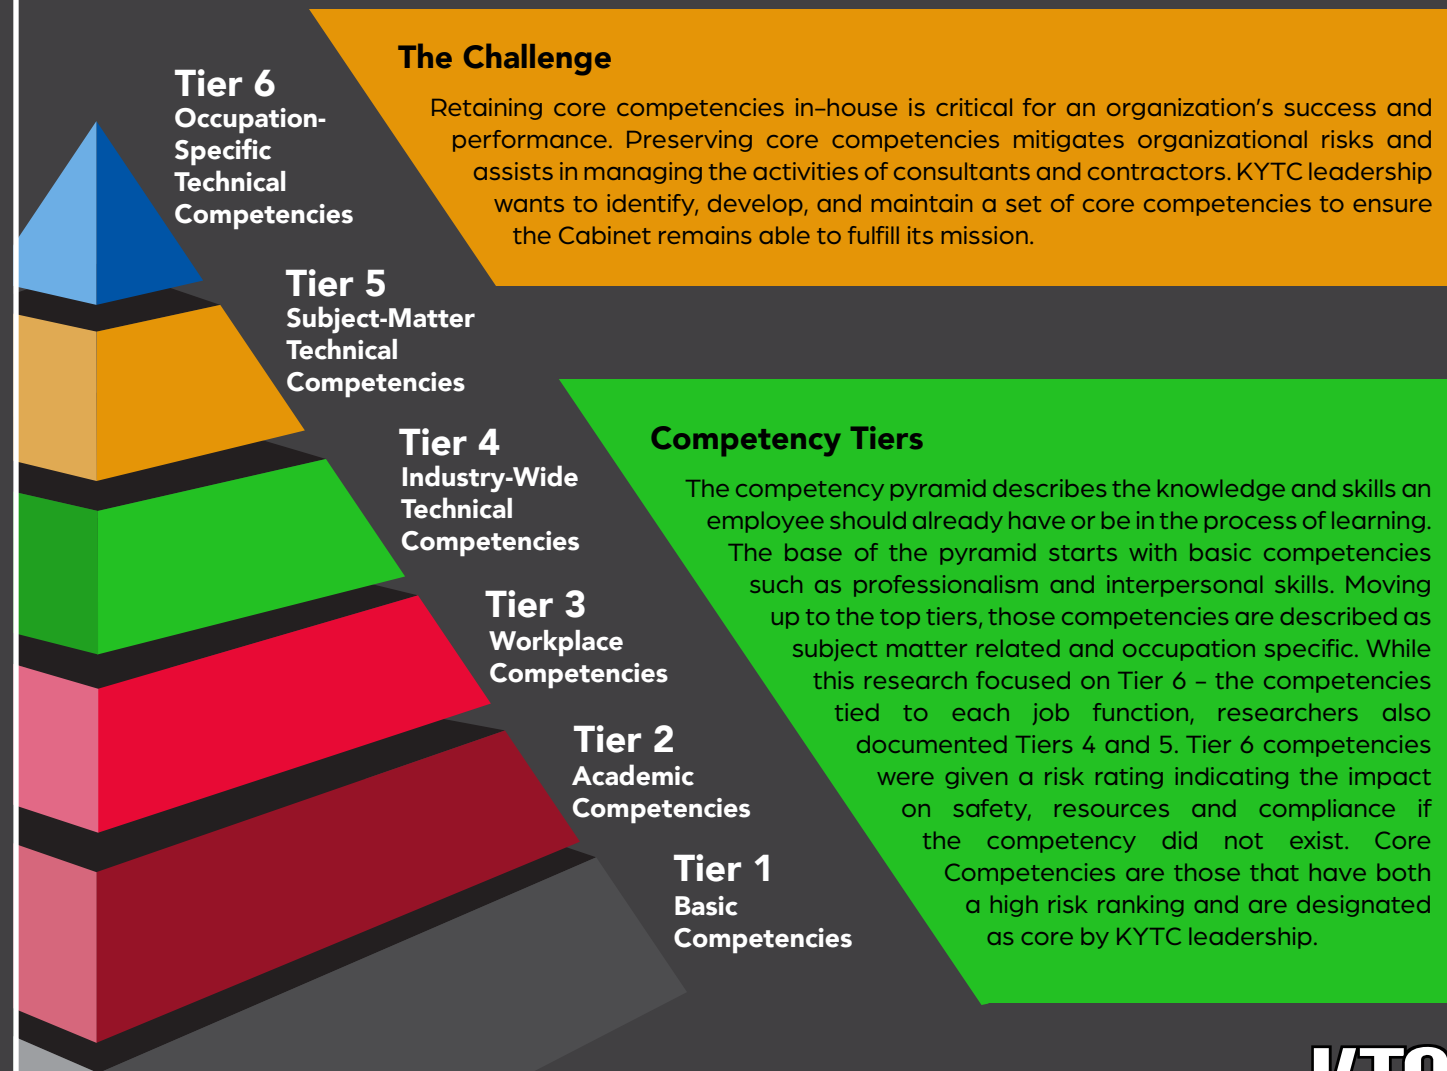 The Challenge
Retaining core competencies in-house is critical for an organization's success and
performance. Preserving core competencies mitigates organizational risks and
assists in managing the activities of consultants and contractors. KYTC leadership
wants to identify, develop, and maintain a set of core competencies to ensure
the Cabinet remains able to fulfill its mission.
Tier 6
Occupation-
Specific
Technical
Competencies
Tier 5
Subject-Matter
Technical
Competencies
Tier 4
Industry-Wide
Technical
Competencies
Tier 3
Workplace
Competencies
Tier 2
Academic
Competencies
Tier 1
Basic
Competencies
Competency Tiers
The competency pyramid describes the knowledge and skills an
employee should already have or be in the process of learning.
The base of the pyramid starts with basic competencies
such as professionalism and interpersonal skills. Moving
up to the top tiers, those competencies are described as
subject matter related and occupation specific. While
this research focused on Tier 6 - the competencies
tied to each job function, researchers also
documented Tiers 4 and 5. Tier 6 competencies
were given a risk rating indicating the impact
on safety, resources and compliance if
the competency did not exist. Core
Competencies are those that have both
a high risk ranking and are designated
as core by KYTC leadership.